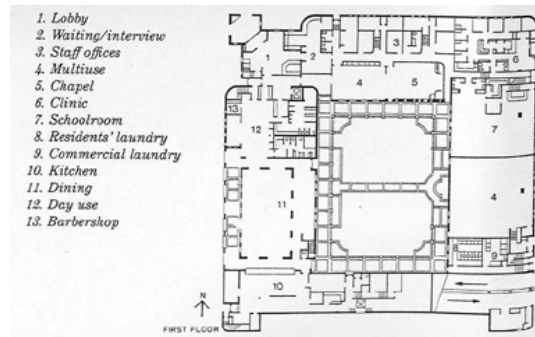 1. Lobby
2. Waiting/interview
3. Staff offices
4. Multiuse
5. Chapel
6. Clinic
7. Schoolroom
8. Residents' laundry
9. Commercial laundry
10. Kitchen
11. Dining
12. Day use
13. Barbershop
1
2
3
6
4
5
13
12
7
11
4
8
9
10
N
FIRST FLOOR